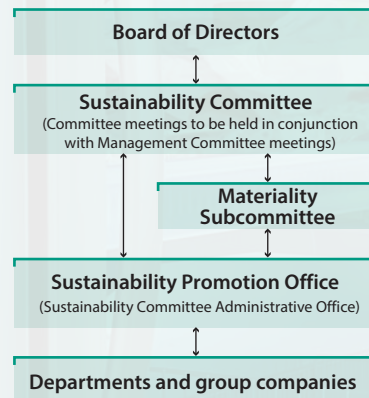 Board of Directors
Sustainability Committee
(Committee meetings to be held in conjunction
with Management Committee meetings)
Materiality
Subcommittee
Sustainability Promotion Office
(Sustainability Committee Administrative Office)
Departments and group companies